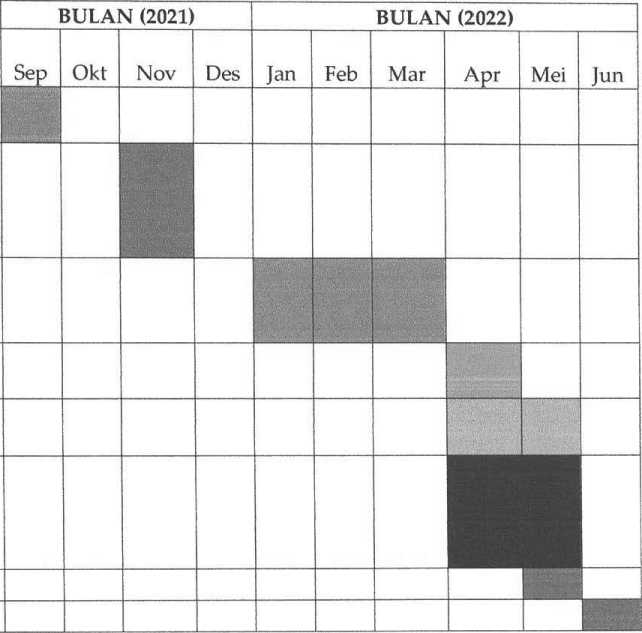 BULAN (2021) BULAN (2022)
Sep Okt Nov Des Jan Feb Mar Apr Mei Jun